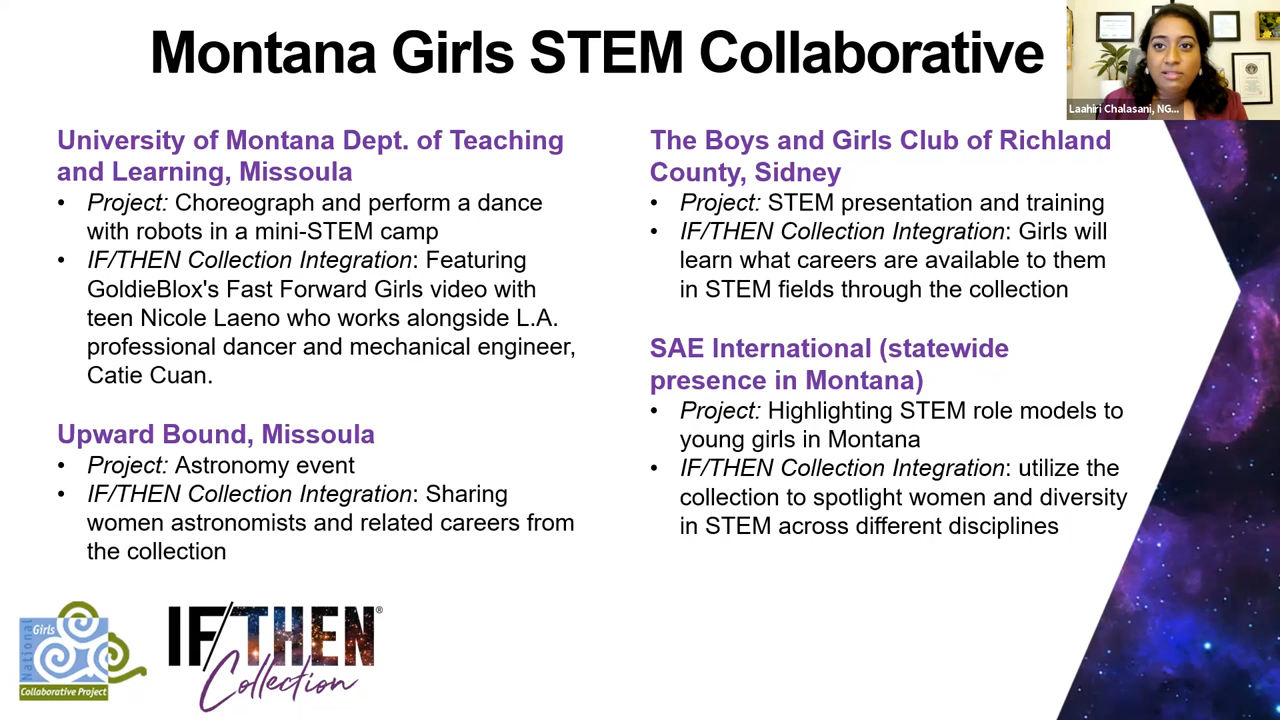 Montana Girls STEM Collaborative
Laahiri Chalasani, NG...
University of Montana Dept. of Teaching
and Learning, Missoula
• Project: Choreograph and perform a dance
with robots in a mini-STEM camp
• IF/THEN Collection Integration: Featuring
GoldieBlox's Fast Forward Girls video with
teen Nicole Laeno who works alongside L.A.
professional dancer and mechanical engineer,
Catie Cuan.
Upward Bound, Missoula
• Project: Astronomy event
• IF/THEN Collection Integration: Sharing
women astronomists and related careers from
the collection
The Boys and Girls Club of Richland
County, Sidney
• Project: STEM presentation and training
• IF/THEN Collection Integration: Girls will
learn what careers are available to them
in STEM fields through the collection
SAE International (statewide
presence in Montana)
• Project: Highlighting STEM role models to
young girls in Montana
• IF/THEN Collection Integration: utilize the
collection to spotlight women and diversity
in STEM across different disciplines
National
Girls
Collaborative Project
IF/THEN®
Collection